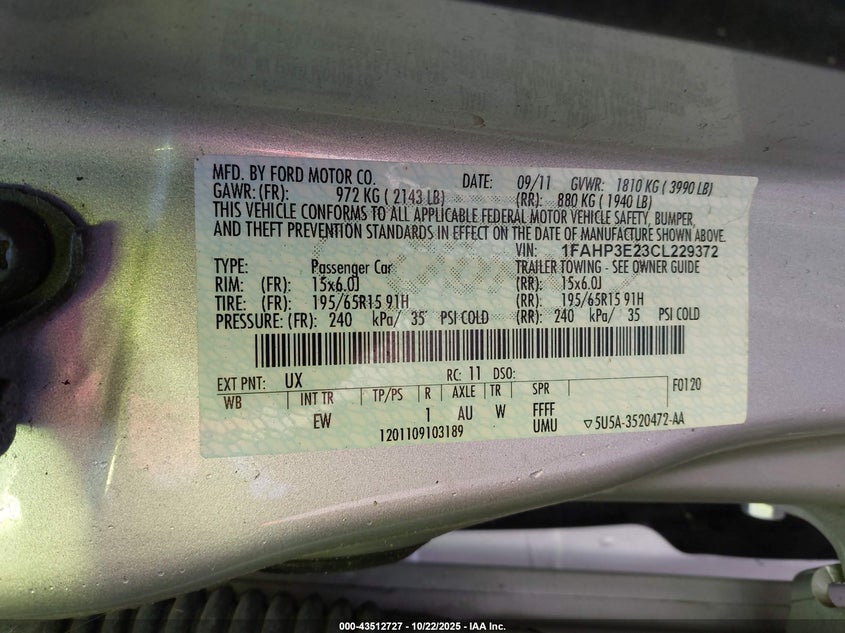 MFD. BY FORD MOTOR CO. DATE: 09/11 GVWR: 1810 KG ( 3990 LB)
GAWR: (FR): 972 KG ( 2143 LB) (RR): 880 KG ( 1940 LB)
THIS VEHICLE CONFORMS TO ALL APPLICABLE FEDERAL MOTOR VEHICLE SAFETY, BUMPER,
AND THEFT PREVENTION STANDARDS IN EFFECT ON THE DATE OF MANUFACTURE SHOWN ABOVE.
VIN: 1FAHP3E23CL229372
TYPE: Passenger Car TRAILER TOWING - SEE OWNER GUIDE
RIM: (FR): 15x6.0J (RR): 15x6.0J
TIRE: (FR): 195/65R15 91H (RR): 195/65R15 91H
PRESSURE: (FR): 240 kPa/ 35 PSI COLD (RR): 240 kPa/ 35 PSI COLD
EXT PNT: UX RC: 11 DSO: F0120
WB INT TR TP/PS R AXLE TR SPR
EW 1 AU W FFFF
UMU
1201109103189 ▽5U5A-3520472-AA
000-43512727 - 10/22/2025 - IAA Inc.